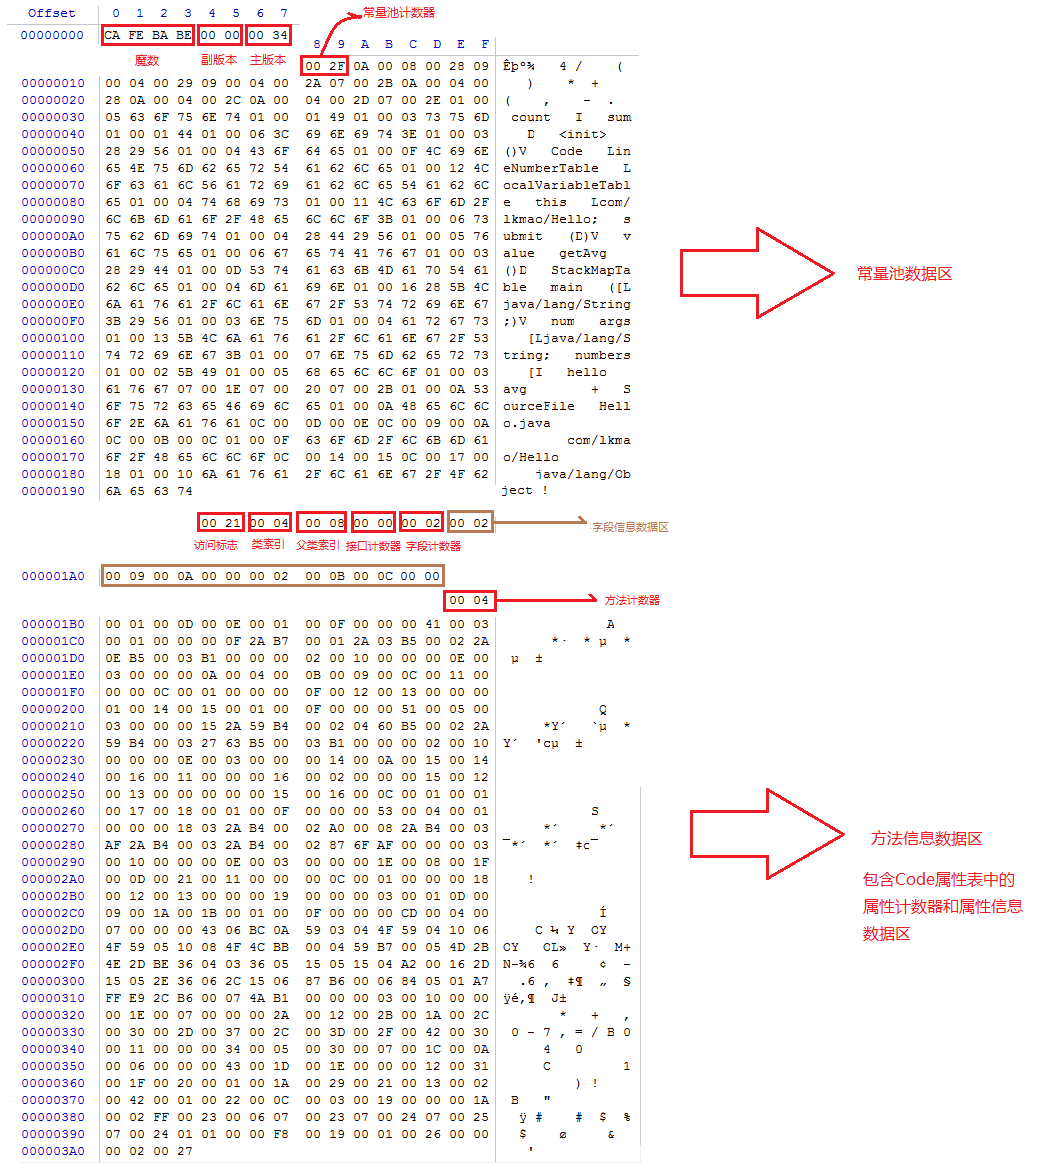 常量池计数器
Offset 0 1 2 3 4 5 6 7
00000000 CA FE BA BE 00 00 00 34
8 9 A B C D E F
魔数 副版本 主版本
00 2F 0A 00 08 00 28 09 Êþº¾ 4 / (
00000010 00 04 00 29 09 00 04 00 2A 07 00 2B 0A 00 04 00 ) * +
00000020 28 0A 00 04 00 2C 0A 00 04 00 2D 07 00 2E 01 00 ( , - .
00000030 05 63 6F 75 6E 74 01 00 01 49 01 00 03 73 75 6D count I sum
00000040 01 00 01 44 01 00 06 3C 69 6E 69 74 3E 01 00 03 D <init>
00000050 28 29 56 01 00 04 43 6F 64 65 01 00 0F 4C 69 6E ()V Code Lin
00000060 65 4E 75 6D 62 65 72 54 61 62 6C 65 01 00 12 4C eNumberTable L
00000070 6F 63 61 6C 56 61 72 69 61 62 6C 65 54 61 62 6C ocalVariableTabl
00000080 65 01 00 04 74 68 69 73 01 00 11 4C 63 6F 6D 2F e this Lcom/
00000090 6C 6B 6D 61 6F 2F 48 65 6C 6C 6F 3B 01 00 06 73 lkmao/Hello; s
000000A0 75 62 6D 69 74 01 00 04 28 44 29 56 01 00 05 76 ubmit (D)V v
000000B0 61 6C 75 65 01 00 06 67 65 74 41 76 67 01 00 03 alue getAvg
000000C0 28 29 44 01 00 0D 53 74 61 63 6B 4D 61 70 54 61 ()D StackMapTa
000000D0 62 6C 65 01 00 04 6D 61 69 6E 01 00 16 28 5B 4C ble main ([L
常量池数据区
000000E0 6A 61 76 61 2F 6C 61 6E 67 2F 53 74 72 69 6E 67 java/lang/String
000000F0 3B 29 56 01 00 03 6E 75 6D 01 00 04 61 72 67 73 ;)V num args
00000100 01 00 13 5B 4C 6A 61 76 61 2F 6C 61 6E 67 2F 53 [Ljava/lang/S
00000110 74 72 69 6E 67 3B 01 00 07 6E 75 6D 62 65 72 73 tring; numbers
00000120 01 00 02 5B 49 01 00 05 68 65 6C 6C 6F 01 00 03 [I hello
00000130 61 76 67 07 00 1E 07 00 20 07 00 2B 01 00 0A 53 avg + S
00000140 6F 75 72 63 65 46 69 6C 65 01 00 0A 48 65 6C 6C ourceFile Hell
00000150 6F 2E 6A 61 76 61 0C 00 0D 00 0E 0C 00 09 00 0A o.java
00000160 0C 00 0B 00 0C 01 00 0F 63 6F 6D 2F 6C 6B 6D 61 com/lkma
00000170 6F 2F 48 65 6C 6C 6F 0C 00 14 00 15 0C 00 17 00 o/Hello
00000180 18 01 00 10 6A 61 76 61 2F 6C 61 6E 67 2F 4F 62 java/lang/Ob
00000190 6A 65 63 74 ject !
00 21 00 04 00 08 00 00 00 02 00 02 字段信息数据区
访问标志 类索引 父类索引 接口计数器 字段计数器
000001A0 00 09 00 0A 00 00 00 02 00 0B 00 0C 00 00
00 04 方法计数器
000001B0 00 01 00 0D 00 0E 00 01 00 0F 00 00 00 41 00 03 A
000001C0 00 01 00 00 00 0F 2A B7 00 01 2A 03 B5 00 02 2A *· * µ *
000001D0 0E B5 00 03 B1 00 00 00 02 00 10 00 00 00 0E 00 µ ±
000001E0 03 00 00 00 0A 00 04 00 0B 00 09 00 0C 00 11 00
000001F0 00 00 0C 00 01 00 00 00 0F 00 12 00 13 00 00 00
00000200 01 00 14 00 15 00 01 00 0F 00 00 00 51 00 05 00 Q
00000210 03 00 00 00 15 2A 59 B4 00 02 04 60 B5 00 02 2A *Y´ `µ *
00000220 59 B4 00 03 27 63 B5 00 03 B1 00 00 00 02 00 10 Y´ 'cµ ±
00000230 00 00 00 0E 00 03 00 00 00 14 00 0A 00 15 00 14
00000240 00 16 00 11 00 00 00 16 00 02 00 00 00 15 00 12
00000250 00 13 00 00 00 00 00 15 00 16 00 0C 00 01 00 01
00000260 00 17 00 18 00 01 00 0F 00 00 00 53 00 04 00 01 S
00000270 00 00 00 18 03 2A B4 00 02 A0 00 08 2A B4 00 03 *´ *´
00000280 AF 2A B4 00 03 2A B4 00 02 87 6F AF 00 00 00 03 ¯*´ *´ ‡c¯
方法信息数据区
00000290 00 10 00 00 00 0E 00 03 00 00 00 1E 00 08 00 1F
000002A0 00 0D 00 21 00 11 00 00 00 0C 00 01 00 00 00 18 !
包含Code属性表中的
000002B0 00 12 00 13 00 00 00 19 00 00 00 03 00 01 0D 00
属性计数器和属性信息
000002C0 09 00 1A 00 1B 00 01 00 0F 00 00 00 CD 00 04 00 Í
000002D0 07 00 00 00 43 06 BC 0A 59 03 04 4F 59 04 10 06 C ¼ Y OY
数据区
000002E0 4F 59 05 10 08 4F 4C BB 00 04 59 B7 00 05 4D 2B OY OL» Y· M+
000002F0 4E 2D BE 36 04 03 36 05 15 05 15 04 A2 00 16 2D N-¾6 6 ¢ -
00000300 15 05 2E 36 06 2C 15 06 87 B6 00 06 84 05 01 A7 .6 , ‡¶ „ §
00000310 FF E9 2C B6 00 07 4A B1 00 00 00 03 00 10 00 00 ÿé,¶ J±
00000320 00 1E 00 07 00 00 00 2A 00 12 00 2B 00 1A 00 2C * + ,
00000330 00 30 00 2D 00 37 00 2C 00 3D 00 2F 00 42 00 30 0 - 7 , = / B 0
00000340 00 11 00 00 00 34 00 05 00 30 00 07 00 1C 00 0A 4 0
00000350 00 06 00 00 00 43 00 1D 00 1E 00 00 00 12 00 31 C 1
00000360 00 1F 00 20 00 01 00 1A 00 29 00 21 00 13 00 02 ) !
00000370 00 42 00 01 00 22 00 0C 00 03 00 19 00 00 00 1A B "
00000380 00 02 FF 00 23 00 06 07 00 23 07 00 24 07 00 25 ÿ # # $ %
00000390 07 00 24 01 01 00 00 F8 00 19 00 01 00 26 00 00 $ ø &
000003A0 00 02 00 27 '